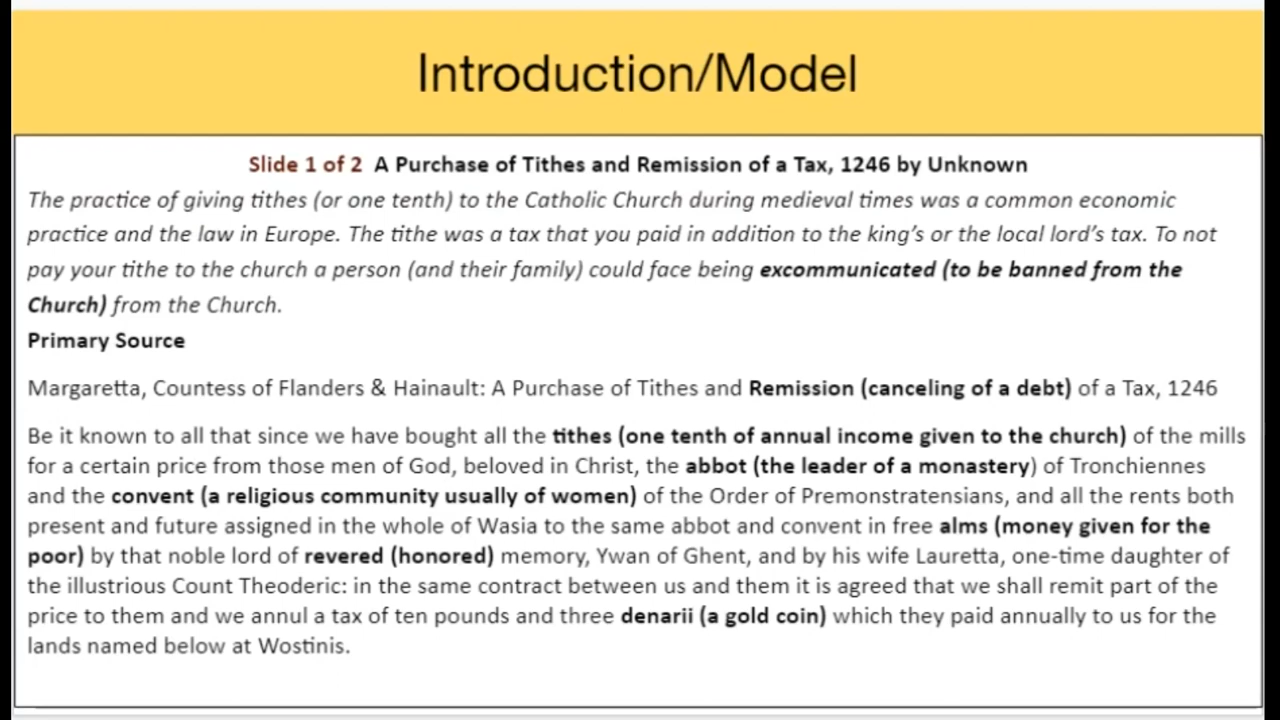 Introduction/Model
Slide 1 of 2 A Purchase of Tithes and Remission of a Tax, 1246 by Unknown
The practice of giving tithes (or one tenth) to the Catholic Church during medieval times was a common economic
practice and the law in Europe. The tithe was a tax that you paid in addition to the king's or the local lord's tax. To not
pay your tithe to the church a person (and their family) could face being excommunicated (to be banned from the
Church) from the Church.
Primary Source
Margaretta, Countess of Flanders & Hainault: A Purchase of Tithes and Remission (canceling of a debt) of a Tax, 1246
Be it known to all that since we have bought all the tithes (one tenth of annual income given to the church) of the mills
for a certain price from those men of God, beloved in Christ, the abbot (the leader of a monastery) of Tronchiennes
and the convent (a religious community usually of women) of the Order of Premonstratensians, and all the rents both
present and future assigned in the whole of Wasia to the same abbot and convent in free alms (money given for the
poor) by that noble lord of revered (honored) memory, Ywan of Ghent, and by his wife Lauretta, one-time daughter of
the illustrious Count Theoderic: in the same contract between us and them it is agreed that we shall remit part of the
price to them and we annul a tax of ten pounds and three denarii (a gold coin) which they paid annually to us for the
lands named below at Wostinis.